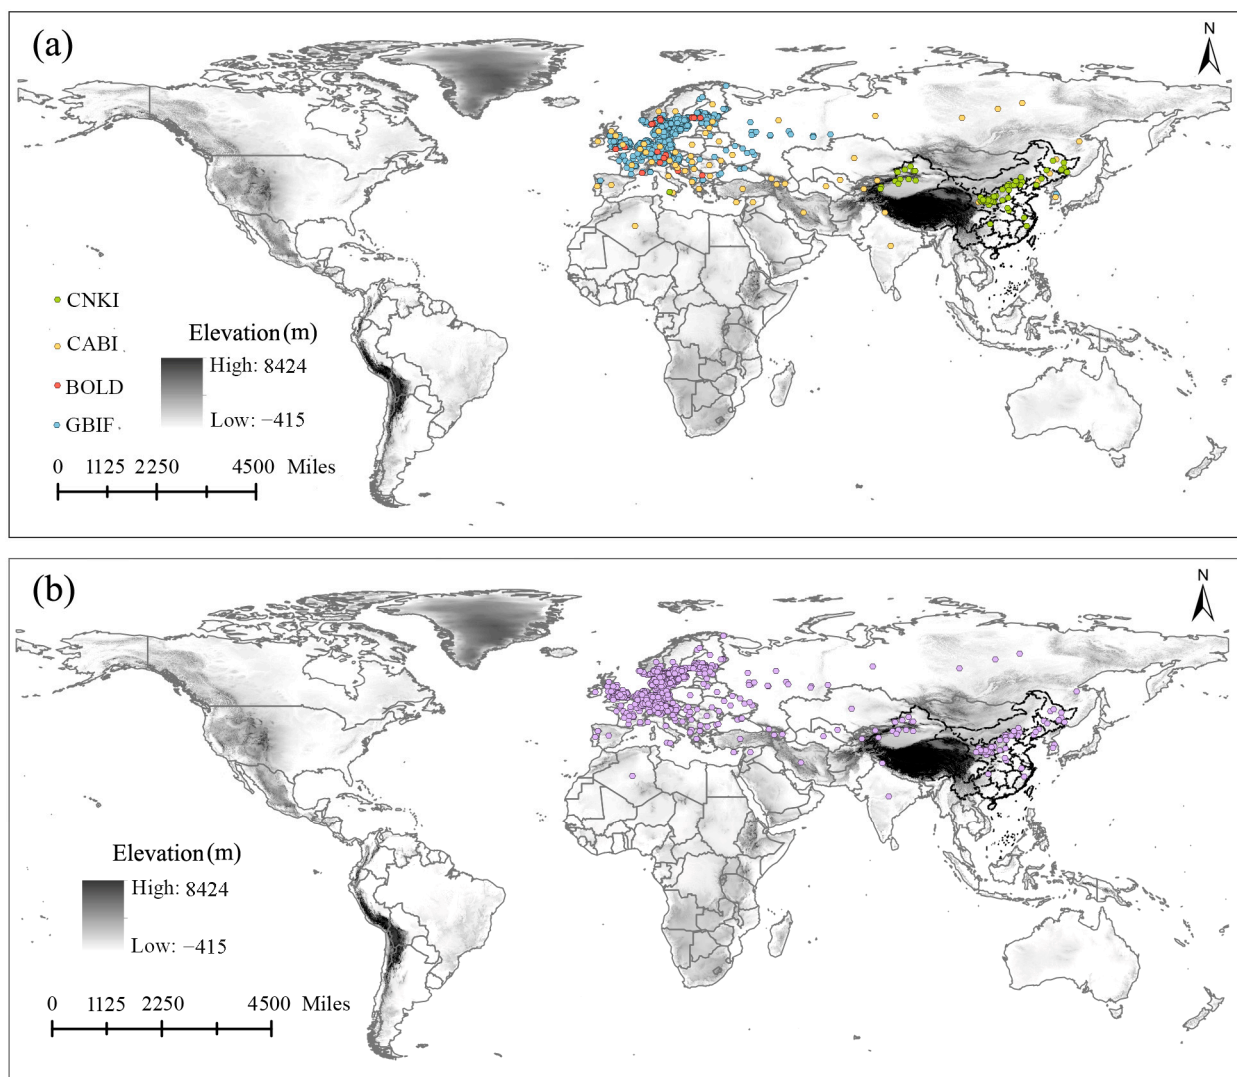 (a)
N
CNKI
CABI
BOLD
GBIF
Elevation (m)
High: 8424
Low: −415
0 1125 2250 4500 Miles
(b)
N
Elevation (m)
High: 8424
Low: −415
0 1125 2250 4500 Miles